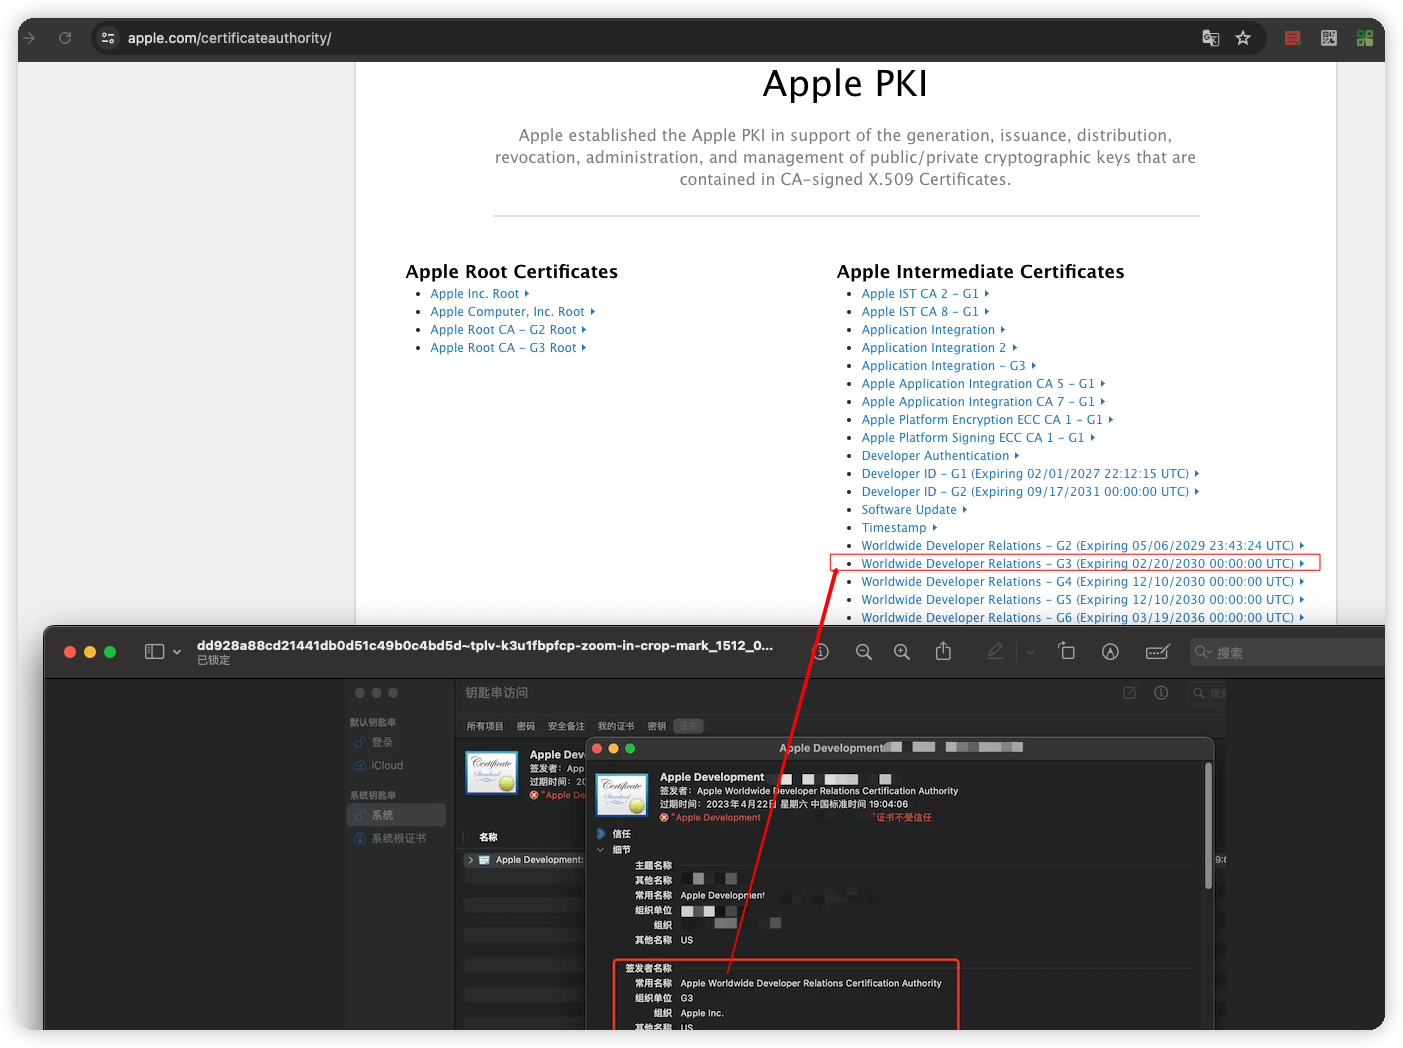 apple.com/certificateauthority/
Apple PKI
Apple established the Apple PKI in support of the generation, issuance, distribution,
revocation, administration, and management of public/private cryptographic keys that are
contained in CA-signed X.509 Certificates.
Apple Root Certificates
Apple Inc. Root
Apple Computer, Inc. Root
Apple Root CA - G2 Root
Apple Root CA - G3 Root
Apple Intermediate Certificates
Apple IST CA 2 - G1
Apple IST CA 8 - G1
Application Integration
Application Integration 2
Application Integration - G3
Apple Application Integration CA 5 - G1
Apple Application Integration CA 7 - G1
Apple Platform Encryption ECC CA 1 - G1
Apple Platform Signing ECC CA 1 - G1
Developer Authentication
Developer ID - G1 (Expiring 02/01/2027 22:12:15 UTC)
Developer ID - G2 (Expiring 09/17/2031 00:00:00 UTC)
Software Update
Timestamp
Worldwide Developer Relations - G2 (Expiring 05/06/2029 23:43:24 UTC)
Worldwide Developer Relations - G3 (Expiring 02/20/2030 00:00:00 UTC)
Worldwide Developer Relations - G4 (Expiring 12/10/2030 00:00:00 UTC)
Worldwide Developer Relations - G5 (Expiring 12/10/2030 00:00:00 UTC)
Worldwide Developer Relations - G6 (Expiring 03/19/2036 00:00:00 UTC)
dd928a88cd21441db0d51c49b0c4bd5d~tplv-k3u1fbpfcp-zoom-in-crop-mark_1512_0...
已锁定
搜索
钥匙串访问
默认钥匙串
登录
iCloud
系统钥匙串
系统
系统根证书
所有项目 密码 安全备注 我的证书 密钥 证书
Apple Dev
签发者：App
过期时间：20
"Apple De
名称
Apple Development:
Apple Development
Apple Development
签发者：Apple Worldwide Developer Relations Certification Authority
过期时间：2023年4月22日 星期六 中国标准时间 19:04:06
"Apple Development "证书不受信任
信任
细节
主题名称
其他名称
常用名称 Apple Development
组织单位
组织
其他名称 US
签发者名称
常用名称 Apple Worldwide Developer Relations Certification Authority
组织单位 G3
组织 Apple Inc.
其他名称 US